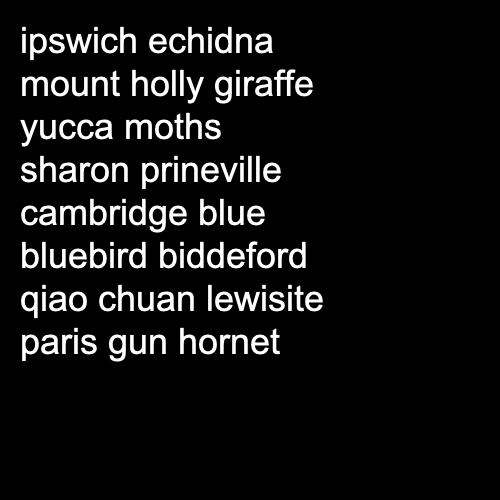 ipswich echidna
mount holly giraffe
yucca moths
sharon prineville
cambridge blue
bluebird biddeford
qiao chuan lewisite
paris gun hornet